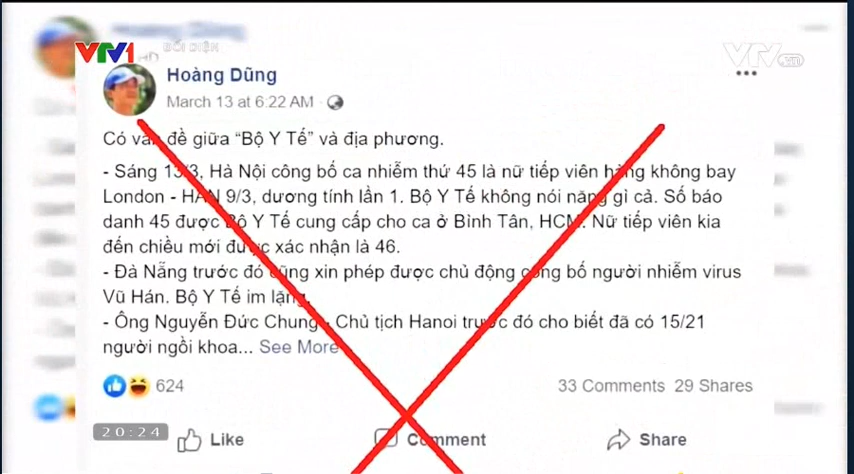 VTV1
HD
ĐỐI DIỆN
VTV HD
Hoàng Dũng
March 13 at 6:22 AM ·
Có vấn đề giữa “Bộ Y Tế” và địa phương.
- Sáng 13/3, Hà Nội công bố ca nhiễm thứ 45 là nữ tiếp viên hàng không bay
London - HAN 9/3, dương tính lần 1. Bộ Y Tế không nói năng gì cả. Số báo
danh 45 được Bộ Y Tế cung cấp cho ca ở Bình Tân, HCM. Nữ tiếp viên kia
đến chiều mới được xác nhận là 46.
- Đà Nẵng trước đó cũng xin phép được chủ động công bố người nhiễm virus
Vũ Hán. Bộ Y Tế im lặng.
- Ông Nguyễn Đức Chung - Chủ tịch Hanoi trước đó cho biết đã có 15/21
người ngồi khoa... See More
624
33 Comments 29 Shares
20:24
Like
Comment
Share